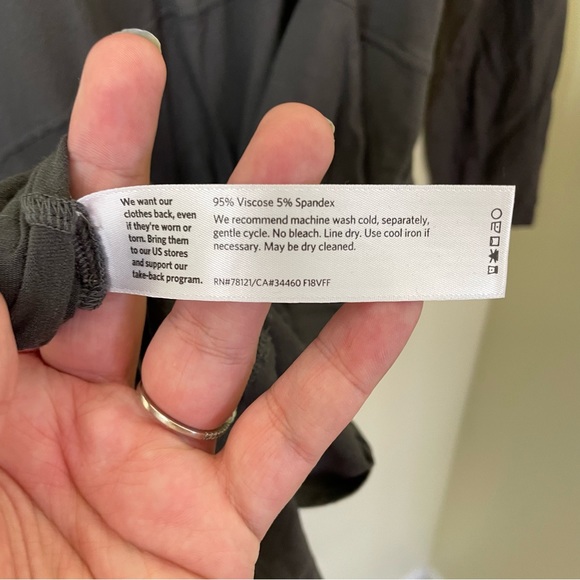 We want our
clothes back, even
if they're worn or
torn. Bring them
to our US stores
and support our
take-back program.
95% Viscose 5% Spandex
We recommend machine wash cold, separately,
gentle cycle. No bleach. Line dry. Use cool iron if
necessary. May be dry cleaned.
RN#78121/CA#34460 F18VFF